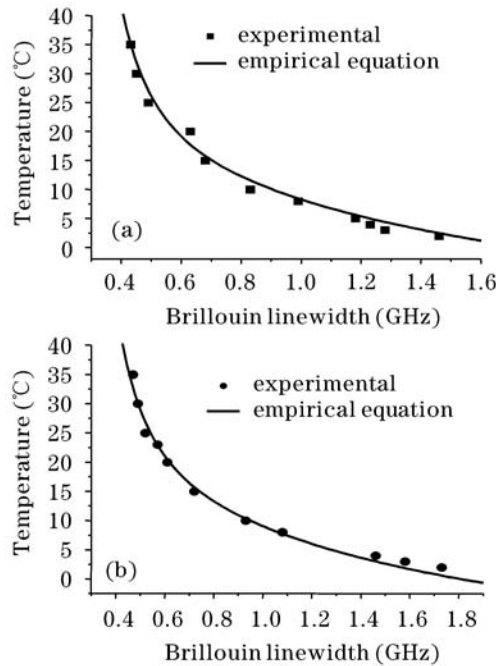 40
35
30
25
20
15
10
5
0
Temperature (℃)
experimental
empirical equation
(a)
0.4 0.6 0.8 1.0 1.2 1.4 1.6
Brillouin linewidth (GHz)
40
35
30
25
20
15
10
5
0
Temperature (℃)
experimental
empirical equation
(b)
0.4 0.6 0.8 1.0 1.2 1.4 1.6 1.8
Brillouin linewidth (GHz)